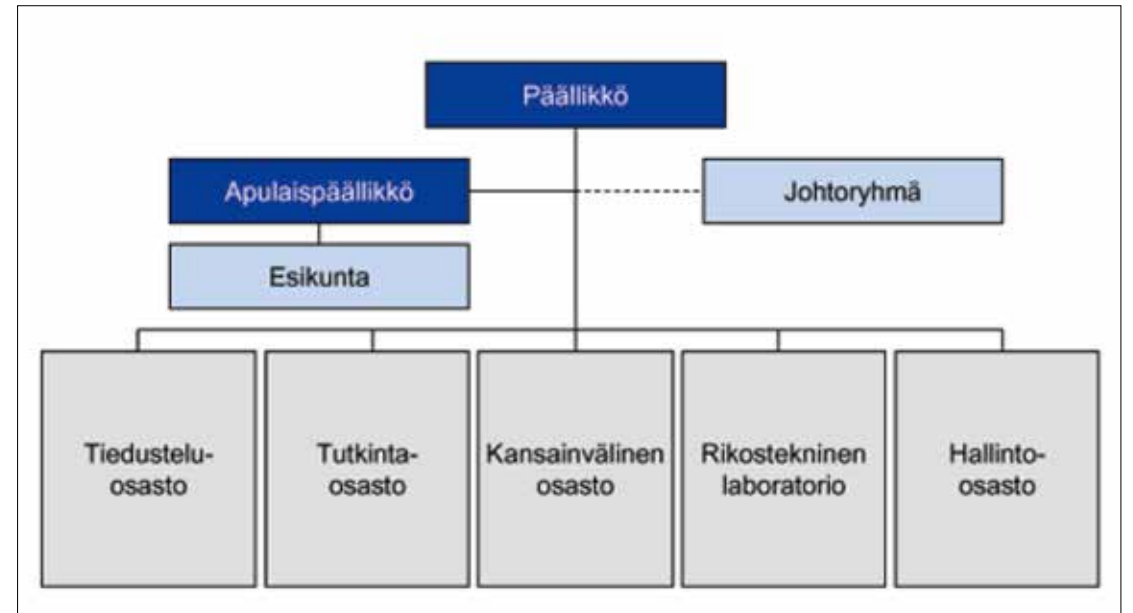 Päällikkö
Apulaispäällikkö
Johtoryhmä
Esikunta
Tiedustelu-
osasto
Tutkinta-
osasto
Kansainvälinen
osasto
Rikostekninen
laboratorio
Hallinto-
osasto